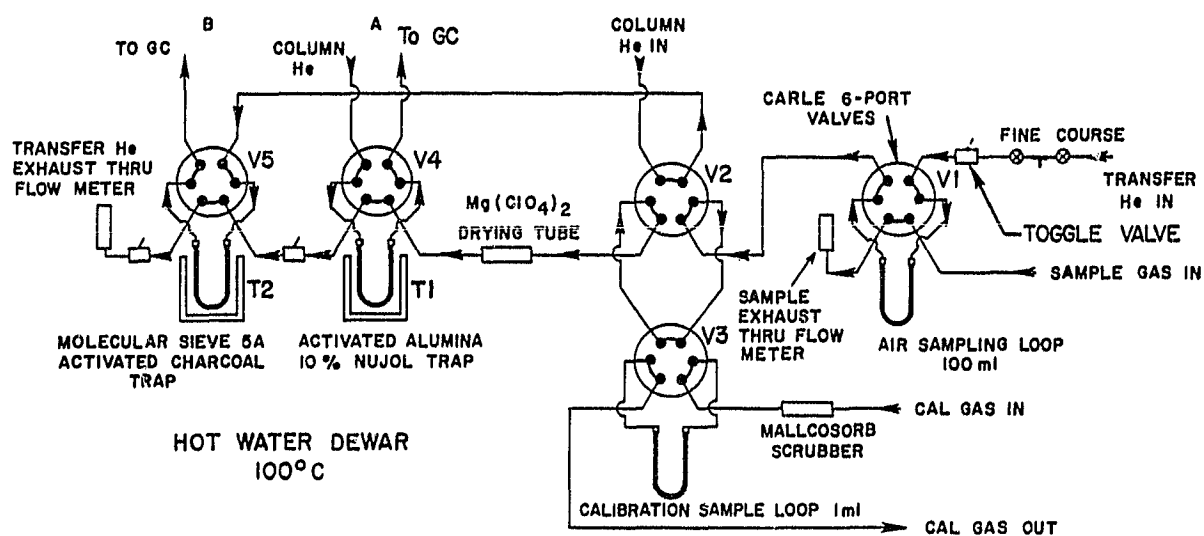 B
TO GC
COLUMN
He
A
TO GC
COLUMN
He IN
CARLE 6-PORT
VALVES
FINE COURSE
TRANSFER He
EXHAUST THRU
FLOW METER
V5
V4
V2
V1
TRANSFER
He IN
Mg(ClO4)2
DRYING TUBE
TOGGLE VALVE
SAMPLE GAS IN
T2
T1
SAMPLE
EXHAUST
THRU FLOW
METER
V3
MOLECULAR SIEVE 5A
ACTIVATED CHARCOAL
TRAP
ACTIVATED ALUMINA
10% NUJOL TRAP
AIR SAMPLING LOOP
100 ml
CAL GAS IN
MALLCOSORB
SCRUBBER
HOT WATER DEWAR
100°C
CALIBRATION SAMPLE LOOP 1ml
CAL GAS OUT